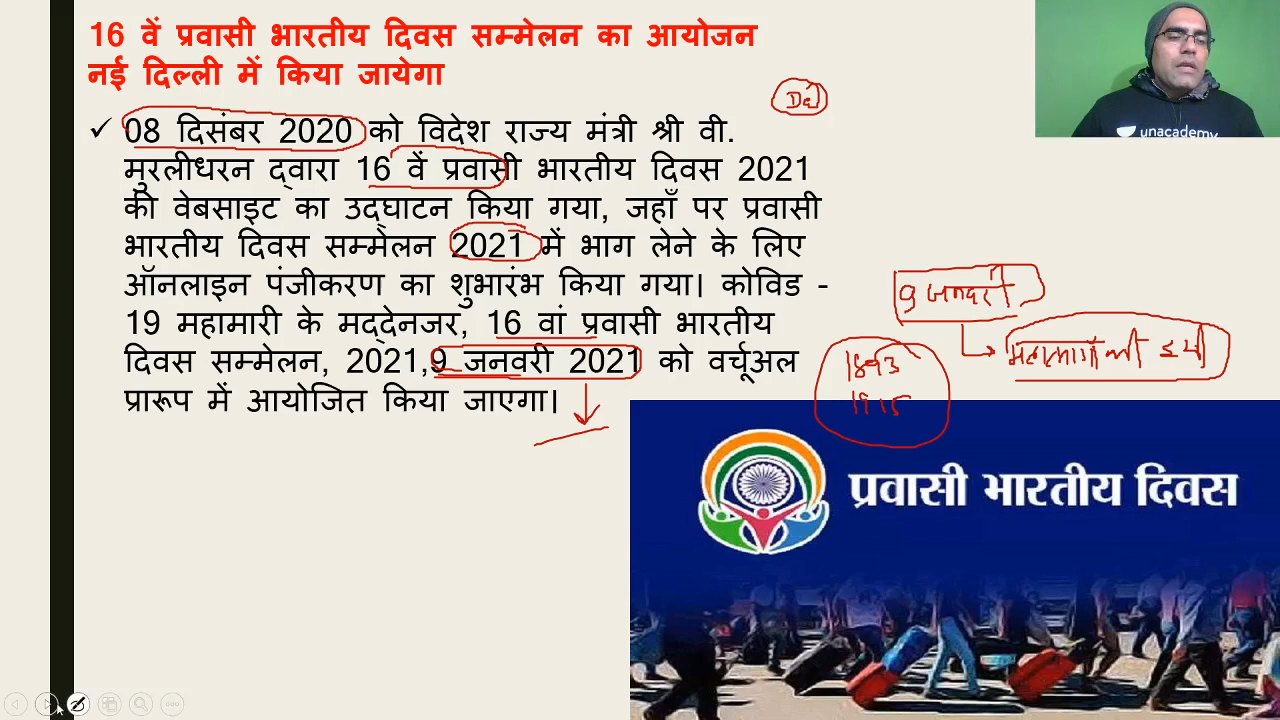 16 वें प्रवासी भारतीय दिवस सम्मेलन का आयोजन
नई दिल्ली में किया जायेगा
08 दिसंबर 2020 को विदेश राज्य मंत्री श्री वी.
मुरलीधरन द्वारा 16 वें प्रवासी भारतीय दिवस 2021
की वेबसाइट का उद्घाटन किया गया, जहाँ पर प्रवासी
भारतीय दिवस सम्मेलन 2021 में भाग लेने के लिए
ऑनलाइन पंजीकरण का शुभारंभ किया गया। कोविड -
19 महामारी के मद्देनजर, 16 वां प्रवासी भारतीय
दिवस सम्मेलन, 2021,9 जनवरी 2021 को वर्चूअल
प्रारूप में आयोजित किया जाएगा।
unacademy
9 जनवरी
1893
1915
प्रवासी भारतीय दिवस